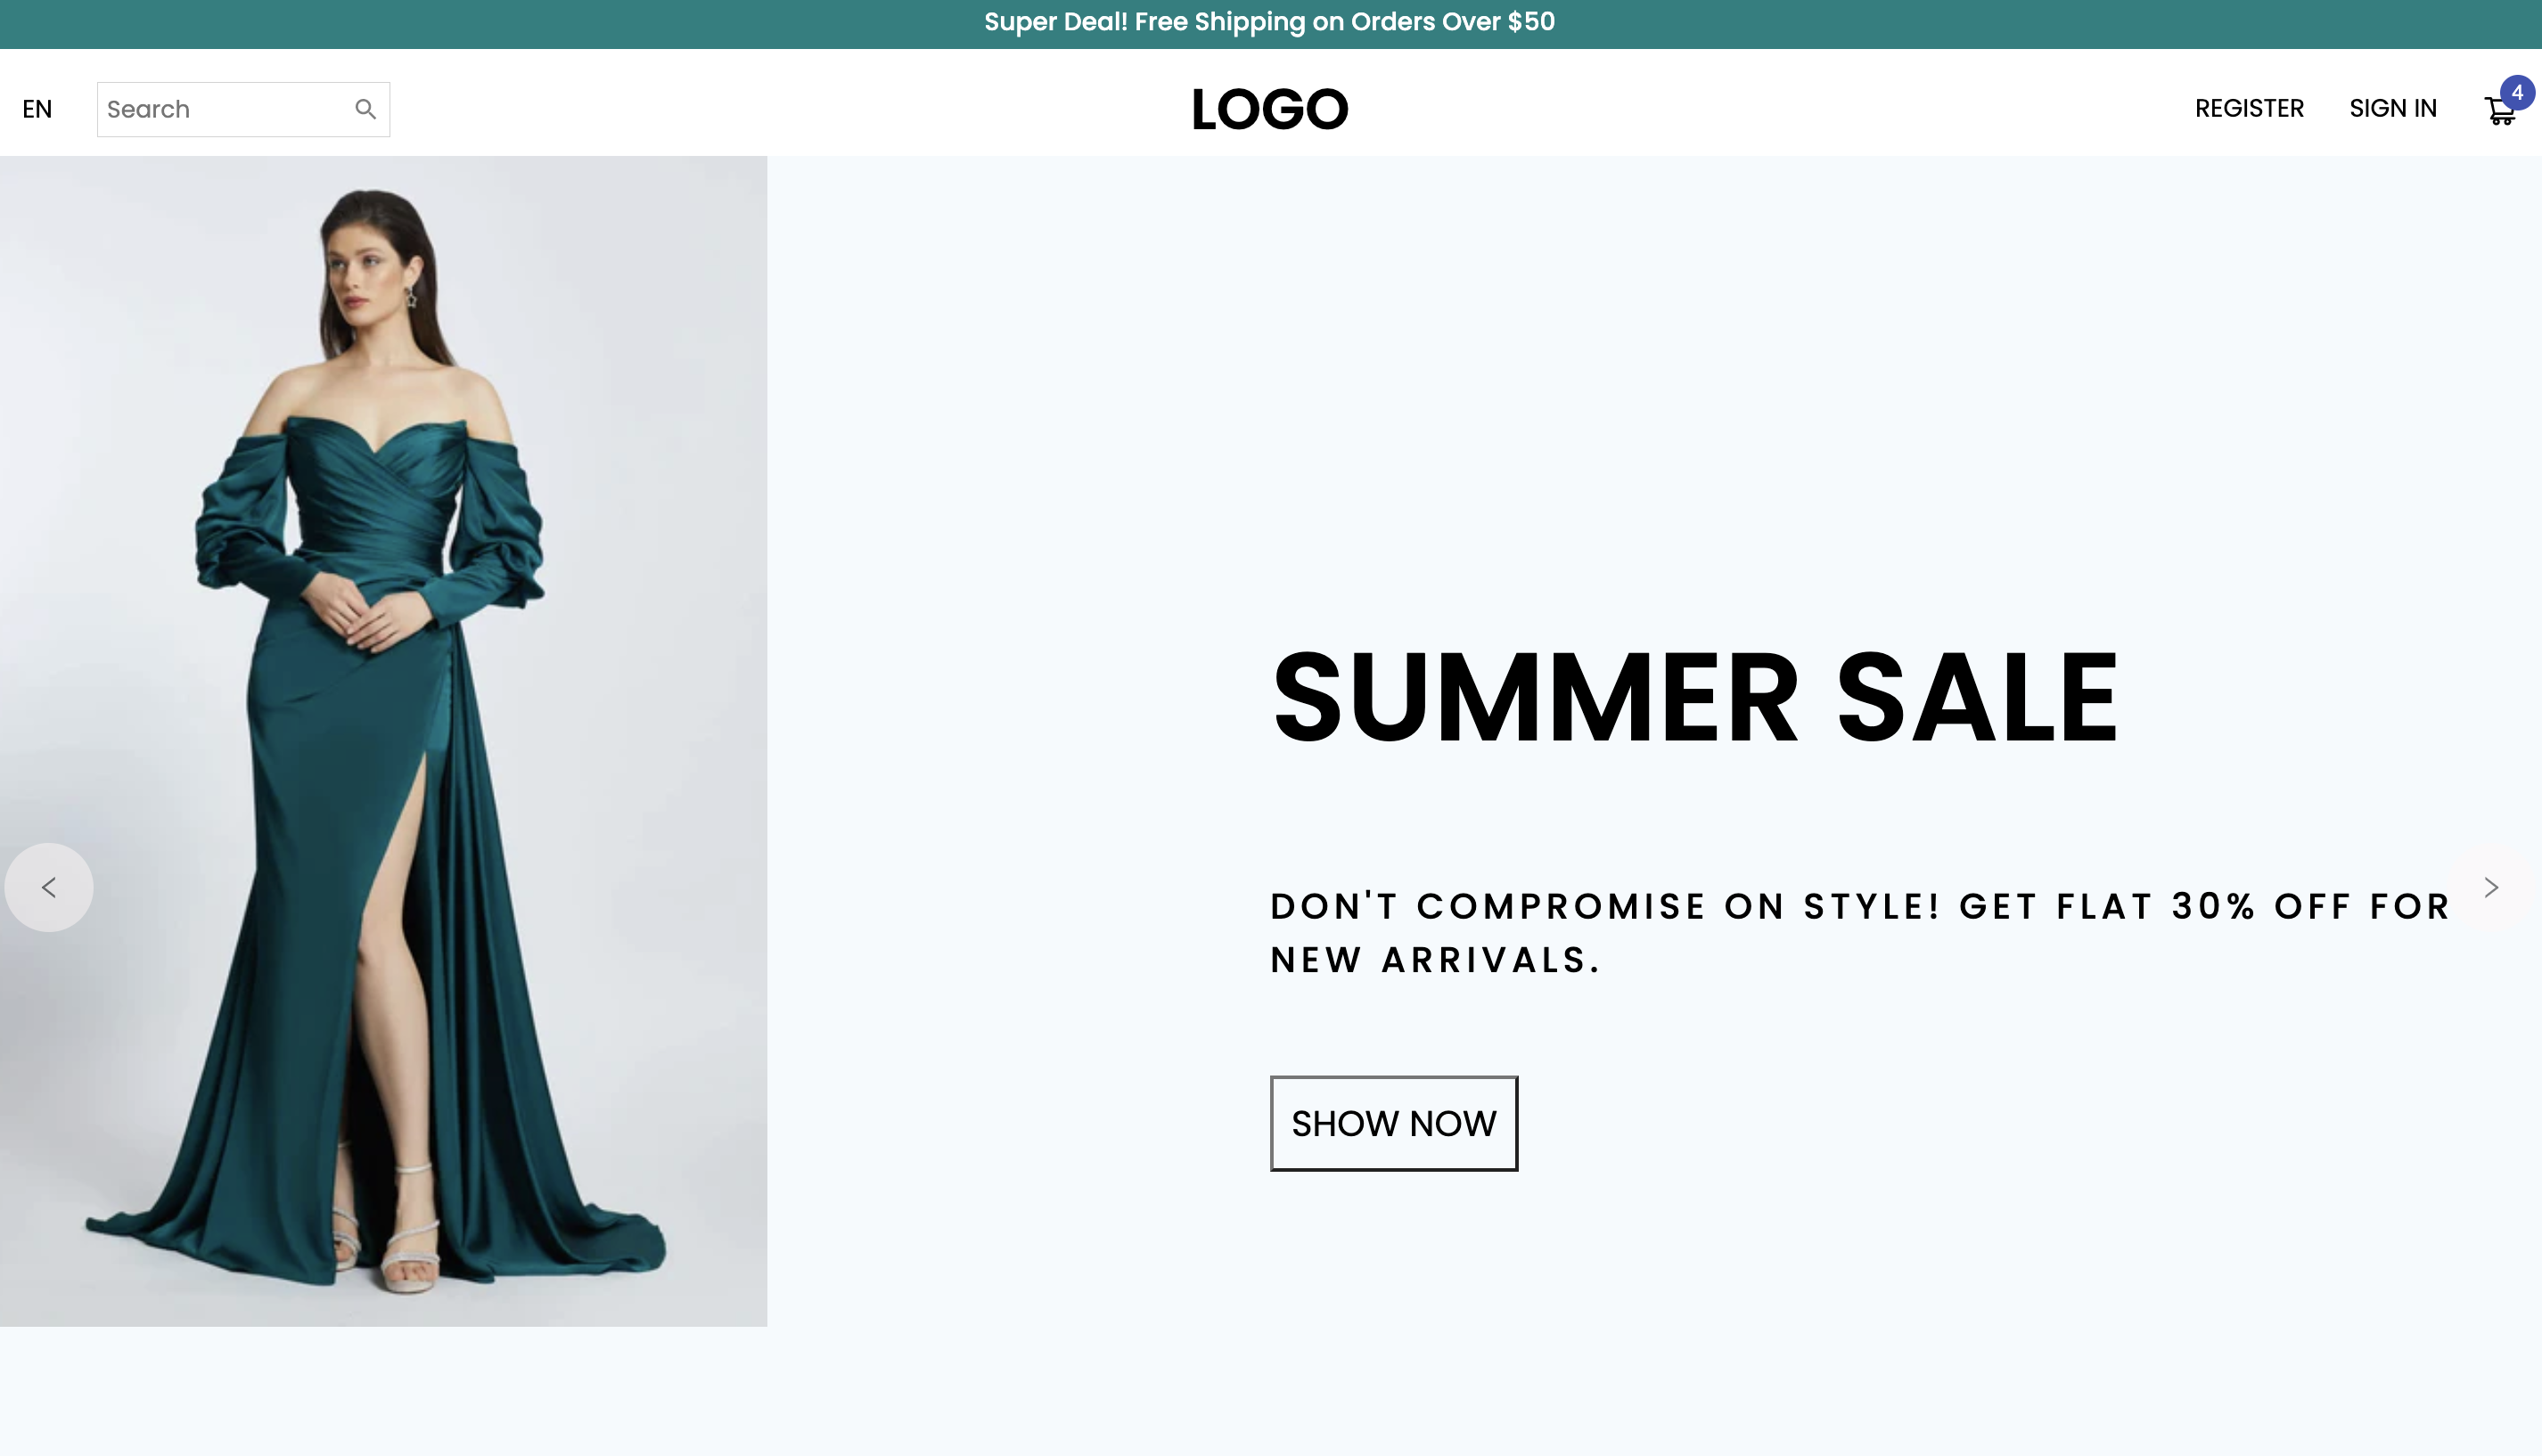 Super Deal! Free Shipping on Orders Over $50
EN
Search
LOGO
REGISTER
SIGN IN
4
SUMMER SALE
DON'T COMPROMISE ON STYLE! GET FLAT 30% OFF FOR
NEW ARRIVALS.
SHOW NOW